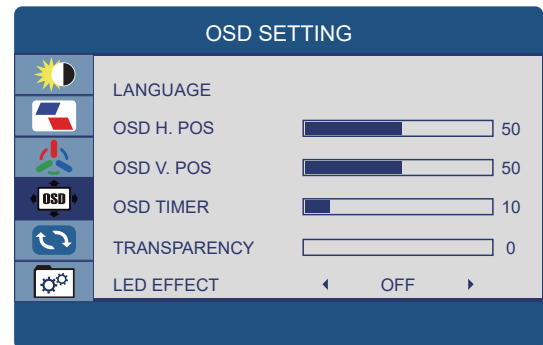 OSD SETTING
LANGUAGE
OSD H. POS 50
OSD V. POS 50
OSD
OSD TIMER 10
TRANSPARENCY 0
LED EFFECT OFF